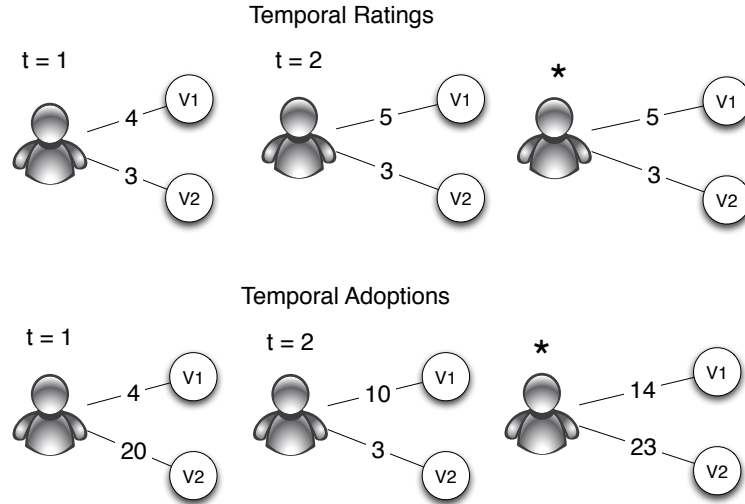 Temporal Ratings
t = 1
t = 2
*
4
V1
3
V2
5
V1
3
V2
5
V1
3
V2
Temporal Adoptions
t = 1
t = 2
*
4
V1
20
V2
10
V1
3
V2
14
V1
23
V2